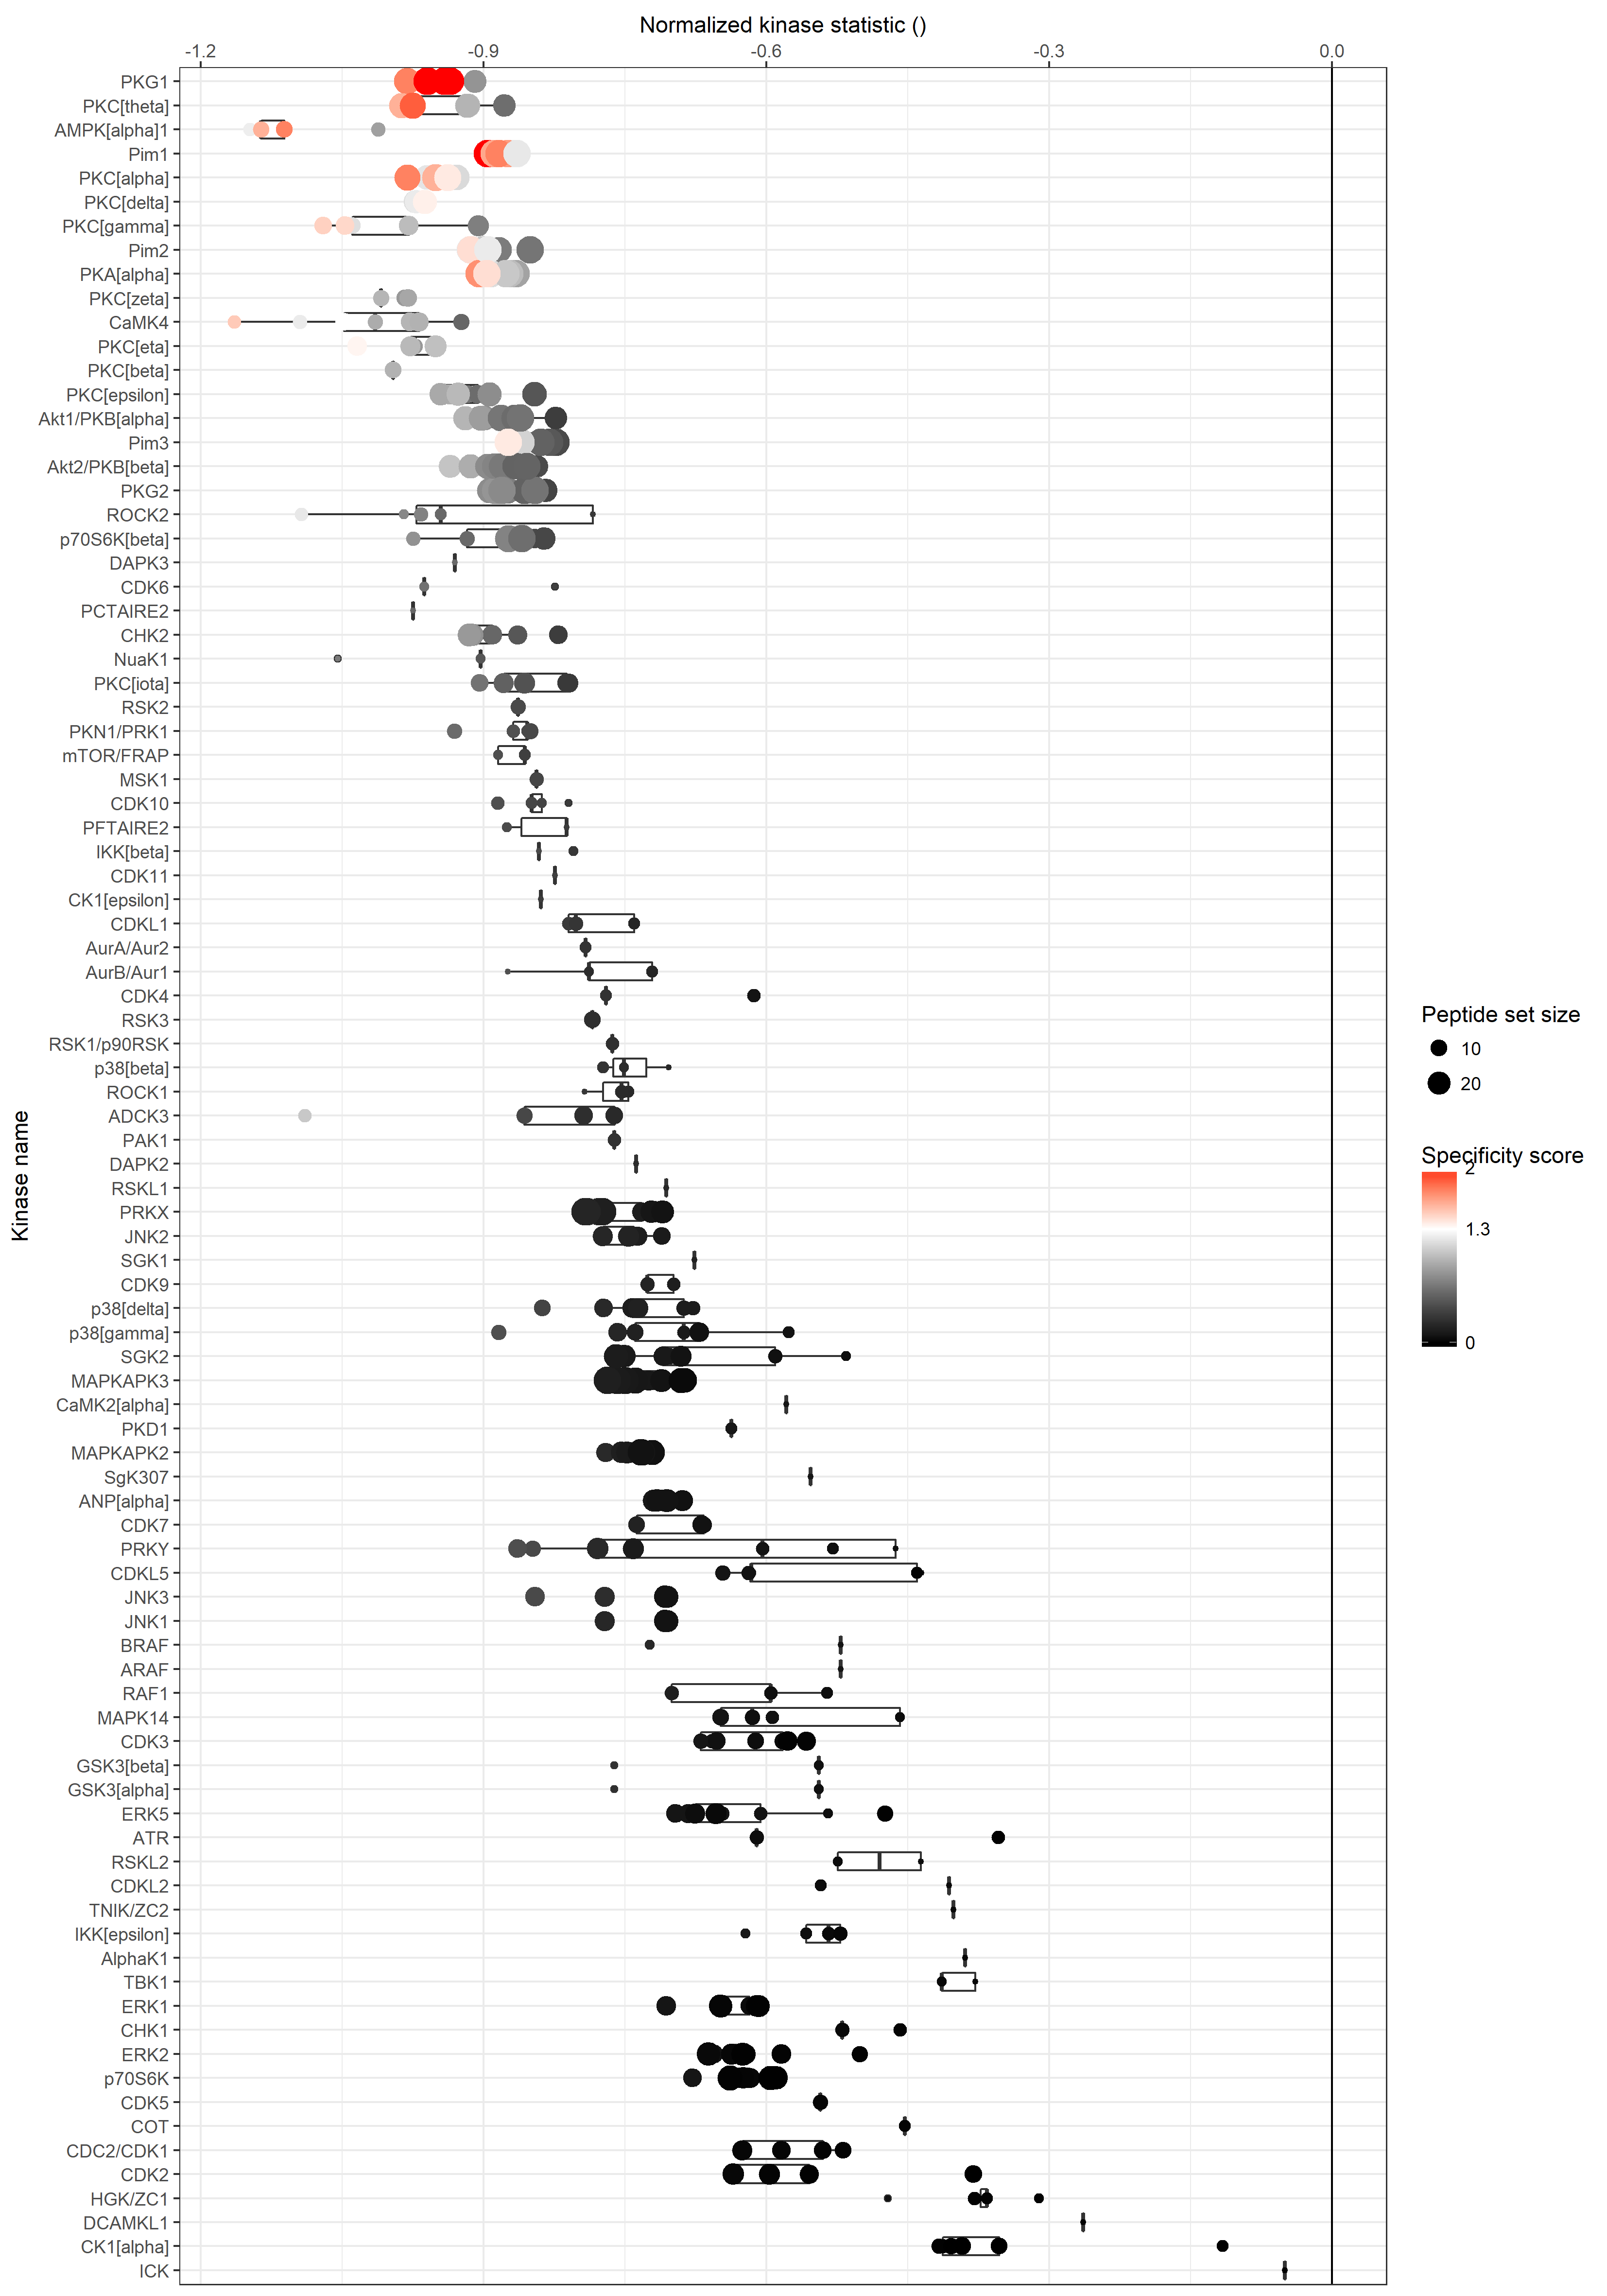 Normalized kinase statistic ()
-1.2 -0.9 -0.6 -0.3 0.0
Kinase name
PKG1
PKC[theta]
AMPK[alpha]1
Pim1
PKC[alpha]
PKC[delta]
PKC[gamma]
Pim2
PKA[alpha]
PKC[zeta]
CaMK4
PKC[eta]
PKC[beta]
PKC[epsilon]
Akt1/PKB[alpha]
Pim3
Akt2/PKB[beta]
PKG2
ROCK2
p70S6K[beta]
DAPK3
CDK6
PCTAIRE2
CHK2
NuaK1
PKC[iota]
RSK2
PKN1/PRK1
mTOR/FRAP
MSK1
CDK10
PFTAIRE2
IKK[beta]
CDK11
CK1[epsilon]
CDKL1
AurA/Aur2
AurB/Aur1
CDK4
RSK3
RSK1/p90RSK
p38[beta]
ROCK1
ADCK3
PAK1
DAPK2
RSKL1
PRKX
JNK2
SGK1
CDK9
p38[delta]
p38[gamma]
SGK2
MAPKAPK3
CaMK2[alpha]
PKD1
MAPKAPK2
SgK307
ANP[alpha]
CDK7
PRKY
CDKL5
JNK3
JNK1
BRAF
ARAF
RAF1
MAPK14
CDK3
GSK3[beta]
GSK3[alpha]
ERK5
ATR
RSKL2
CDKL2
TNIK/ZC2
IKK[epsilon]
AlphaK1
TBK1
ERK1
CHK1
ERK2
p70S6K
CDK5
COT
CDC2/CDK1
CDK2
HGK/ZC1
DCAMKL1
CK1[alpha]
ICK
Peptide set size
10
20
Specificity score
2
1.3
0